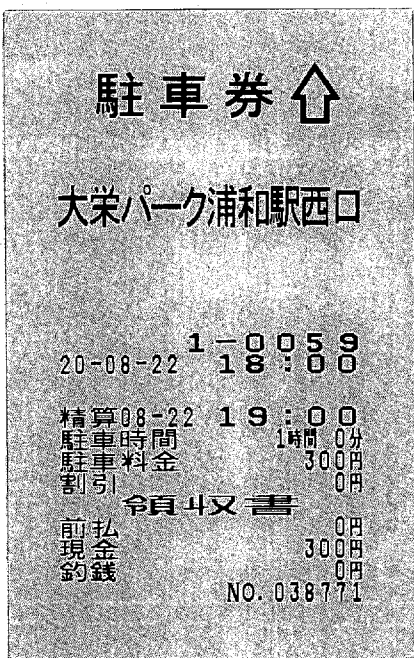 駐車券⇧
大栄パーク浦和駅西口
1-0059
20-08-22 18:00
精算08-22 19:00
駐車時間 1時間 0分
駐車料金 300円
割引 0円
領収書
前払 0円
現金 300円
釣銭 0円
NO.038771